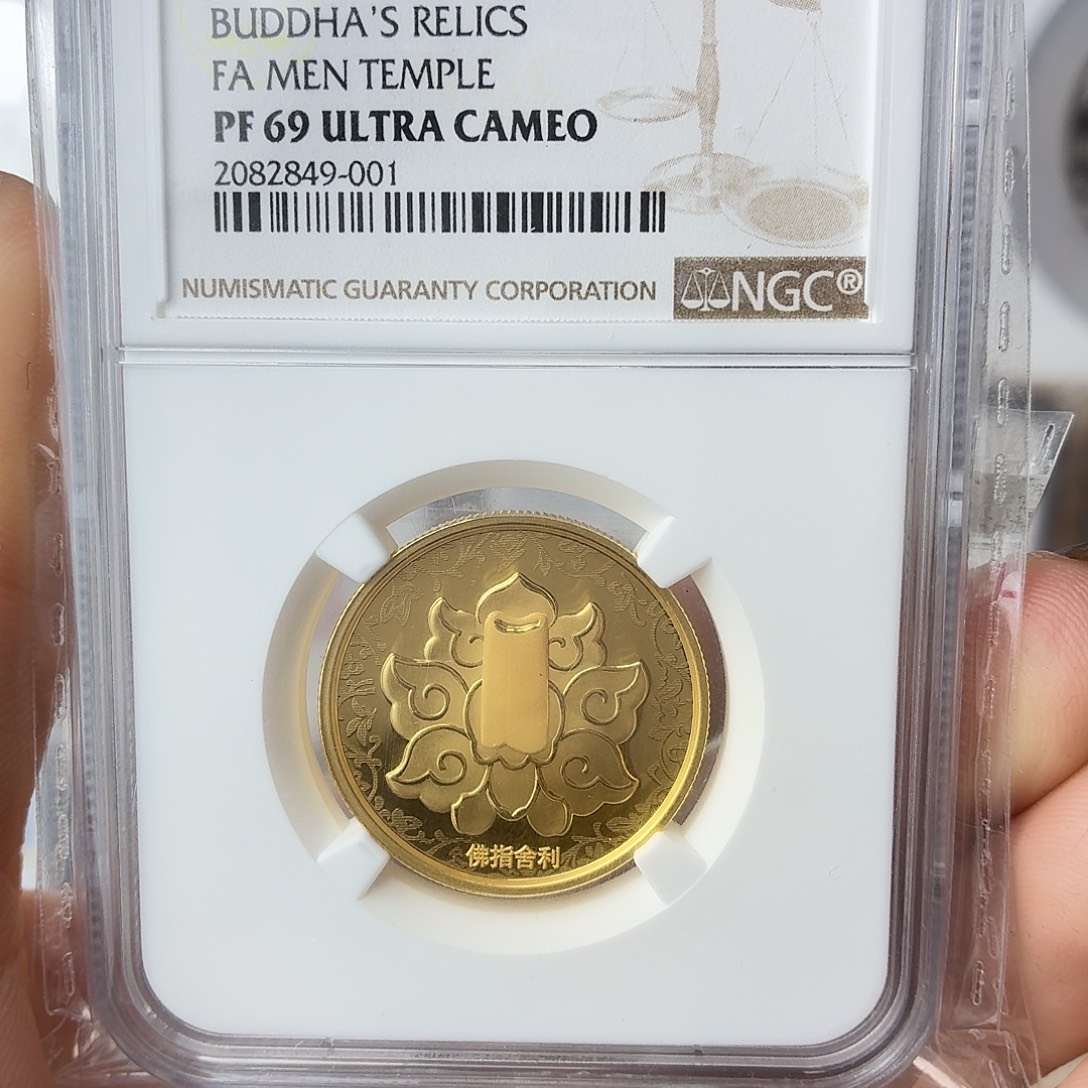 BUDDHA'S RELICS
FA MEN TEMPLE
PF 69 ULTRA CAMEO
2082849-001
NUMISMATIC GUARANTY CORPORATION
NGC®
佛指舍利